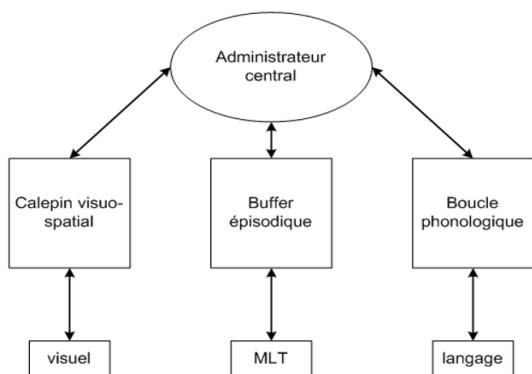 Administrateur
central
Calepin visuo-
spatial
Buffer
épisodique
Boucle
phonologique
visuel
MLT
langage